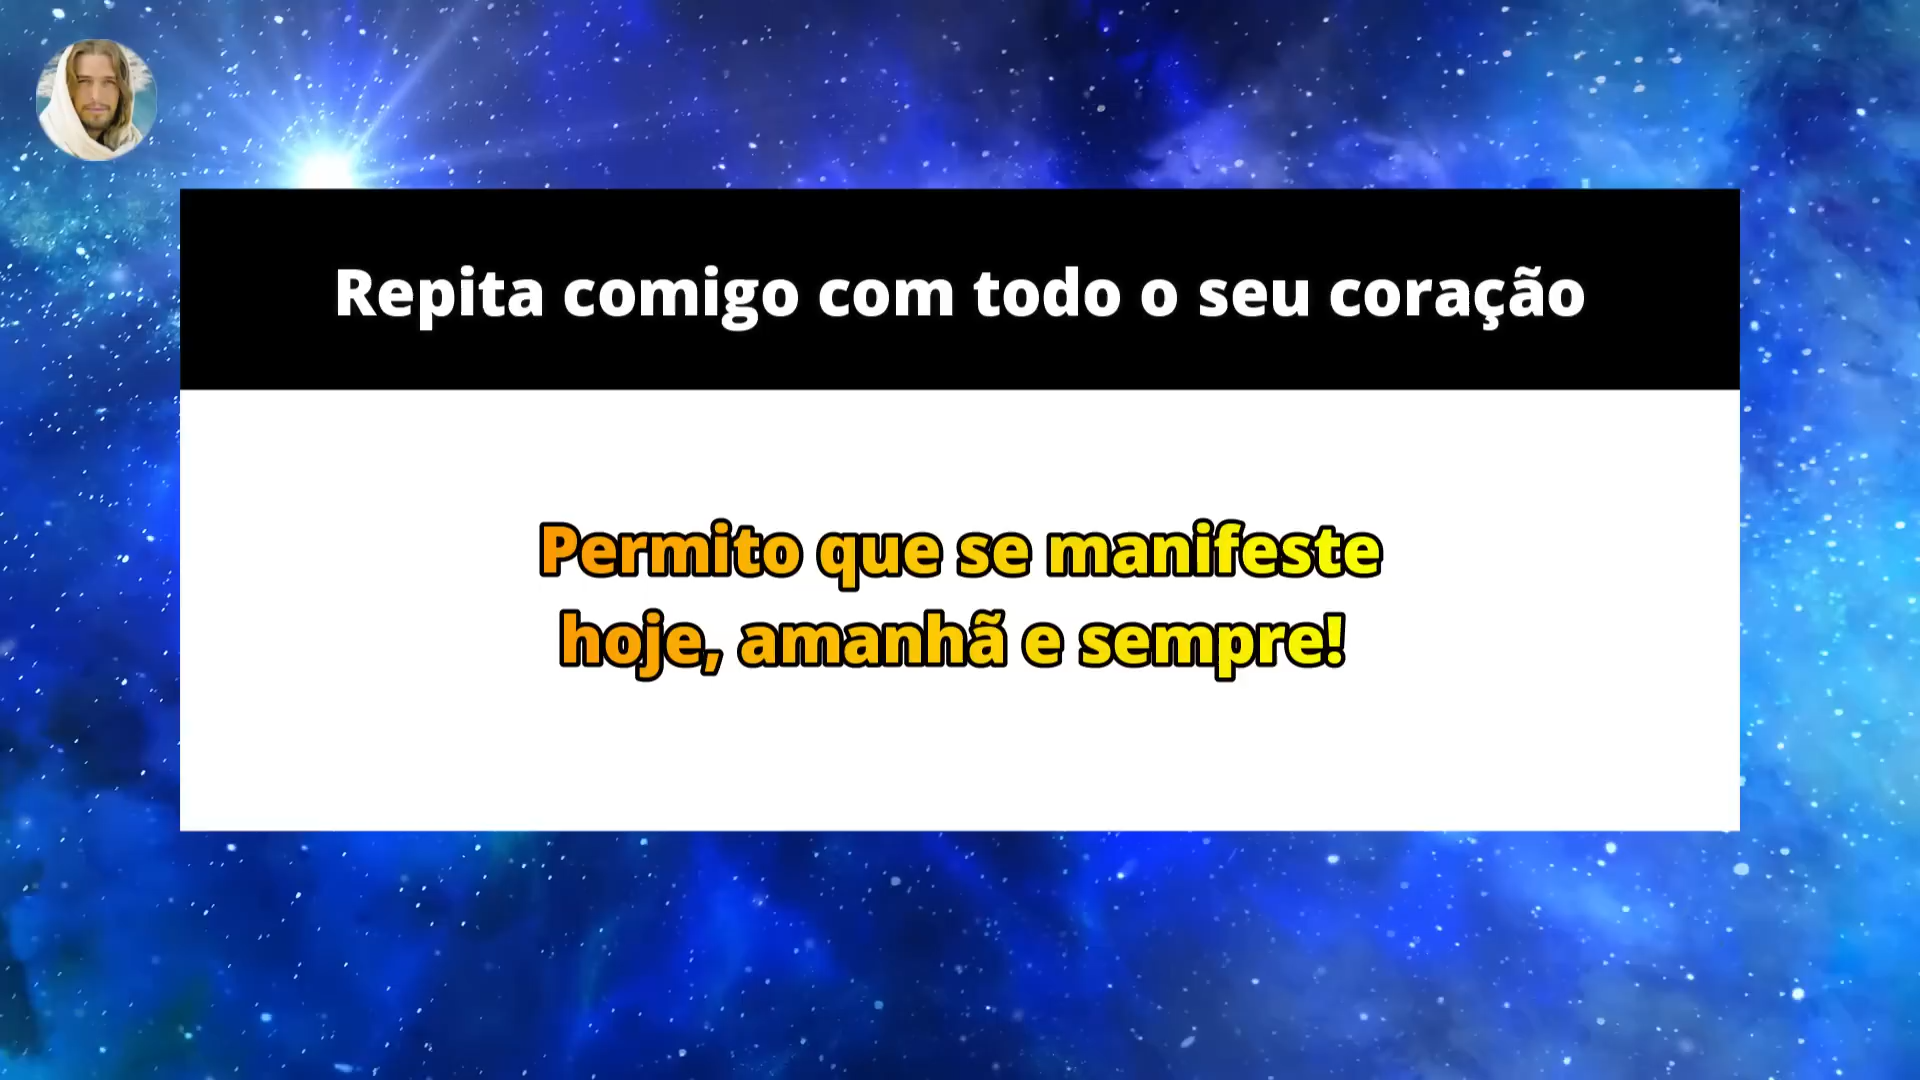 Repita comigo com todo o seu coração
Permito que se manifeste
hoje, amanhã e sempre!